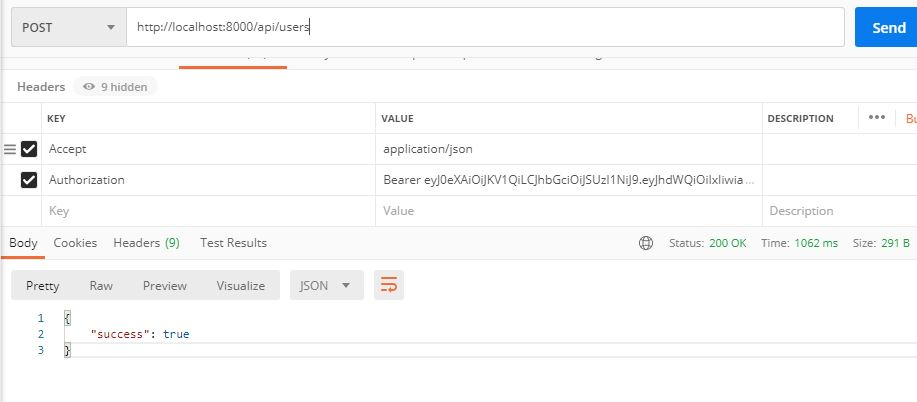 POST http://localhost:8000/api/users Send
Headers 9 hidden
KEY VALUE DESCRIPTION ••• Bu
Accept application/json
Authorization Bearer eyJ0eXAiOiJKV1QiLCJhbGciOiJSUzI1NiJ9.eyJhdWQiOiIxIiwia ...
Key Value Description
Body Cookies Headers (9) Test Results Status: 200 OK Time: 1062 ms Size: 291 B
Pretty Raw Preview Visualize JSON
1 {
2 "success": true
3 }